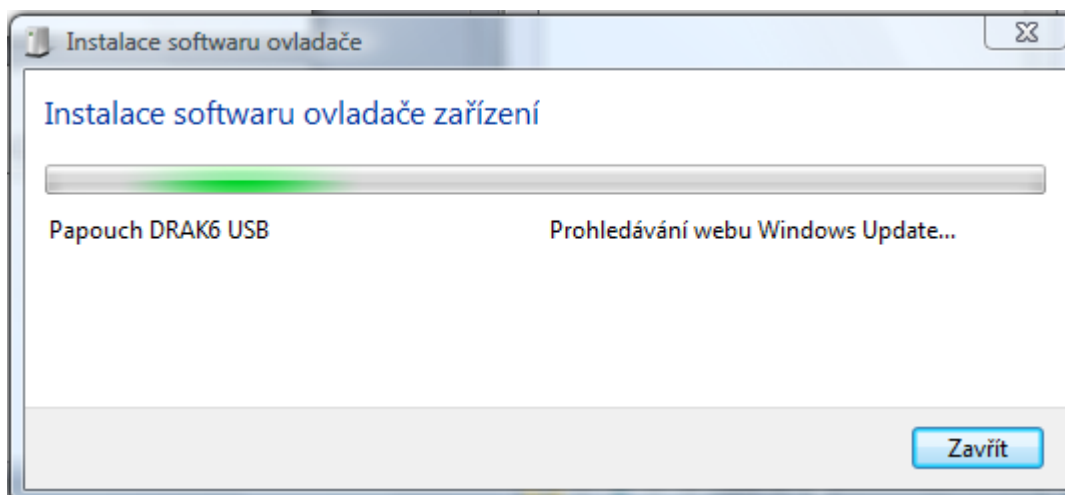 Instalace softwaru ovladače
Instalace softwaru ovladače zařízení
Papouch DRAK6 USB Prohledávání webu Windows Update...
Zavřít